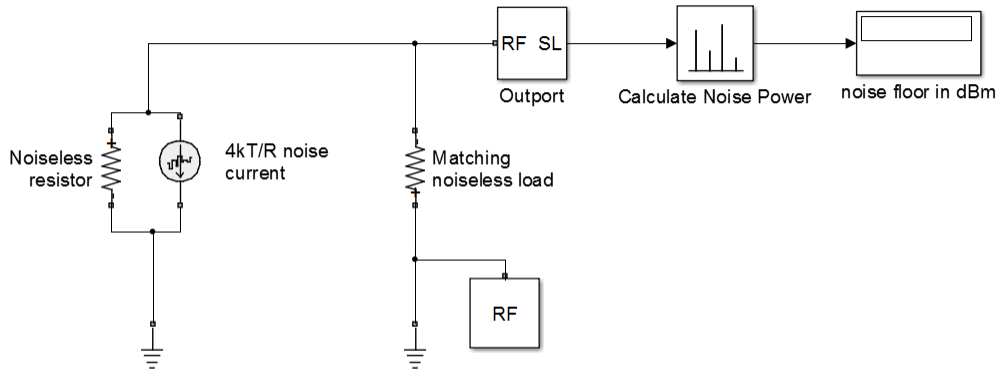 RF SL
Outport
Calculate Noise Power
noise floor in dBm
Noiseless
resistor
4kT/R noise
current
Matching
noiseless load
RF